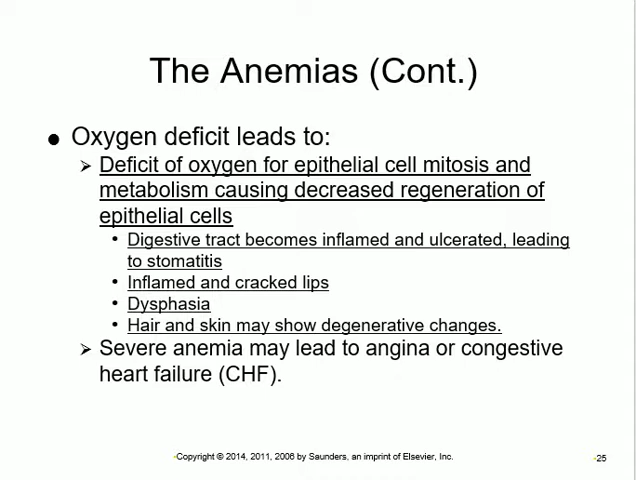 The Anemias (Cont.)
● Oxygen deficit leads to:
➢ Deficit of oxygen for epithelial cell mitosis and
metabolism causing decreased regeneration of
epithelial cells
• Digestive tract becomes inflamed and ulcerated, leading
to stomatitis
• Inflamed and cracked lips
• Dysphasia
• Hair and skin may show degenerative changes.
➢ Severe anemia may lead to angina or congestive
heart failure (CHF).
•Copyright © 2014, 2011, 2006 by Saunders, an imprint of Elsevier, Inc.
•25